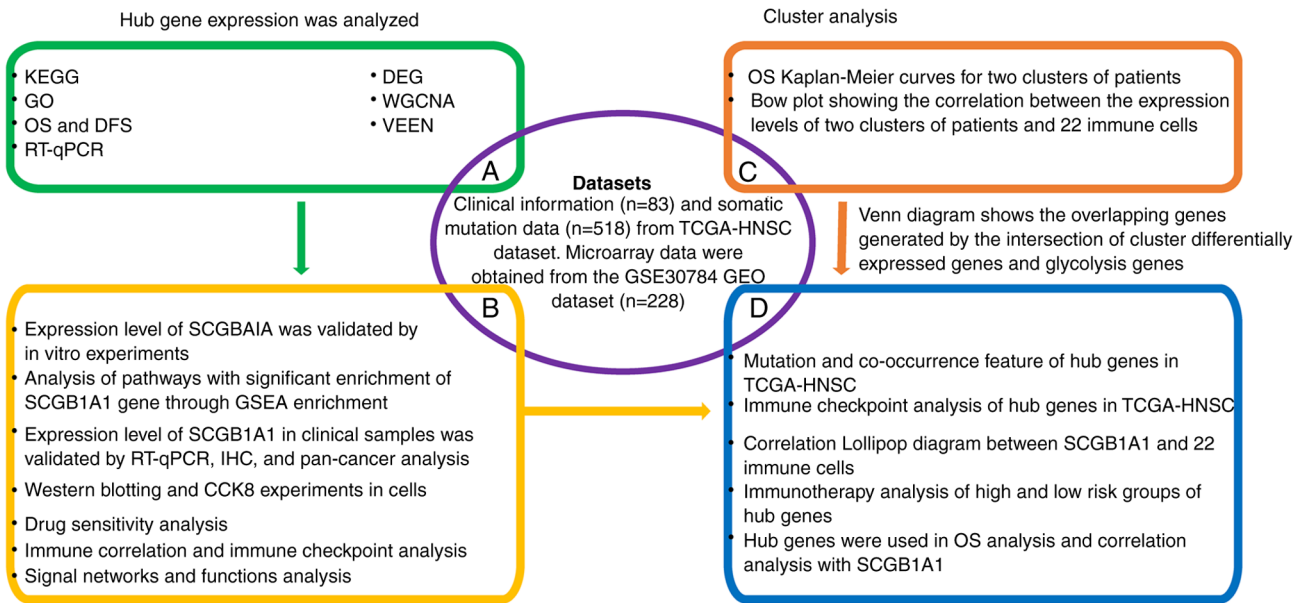 Hub gene expression was analyzed
• KEGG
• GO
• OS and DFS
• RT-qPCR
• DEG
• WGCNA
• VEEN
A
Cluster analysis
• OS Kaplan-Meier curves for two clusters of patients
• Bow plot showing the correlation between the expression
levels of two clusters of patients and 22 immune cells
C
Datasets
Clinical information (n=83) and somatic
mutation data (n=518) from TCGA-HNSC
dataset. Microarray data were
obtained from the GSE30784 GEO
dataset (n=228)
Venn diagram shows the overlapping genes
generated by the intersection of cluster differentially
expressed genes and glycolysis genes
B
• Expression level of SCGBAIA was validated by
in vitro experiments
• Analysis of pathways with significant enrichment of
SCGB1A1 gene through GSEA enrichment
• Expression level of SCGB1A1 in clinical samples was
validated by RT-qPCR, IHC, and pan-cancer analysis
• Western blotting and CCK8 experiments in cells
• Drug sensitivity analysis
• Immune correlation and immune checkpoint analysis
• Signal networks and functions analysis
D
• Mutation and co-occurrence feature of hub genes in
TCGA-HNSC
• Immune checkpoint analysis of hub genes in TCGA-HNSC
• Correlation Lollipop diagram between SCGB1A1 and 22
immune cells
• Immunotherapy analysis of high and low risk groups of
hub genes
• Hub genes were used in OS analysis and correlation
analysis with SCGB1A1